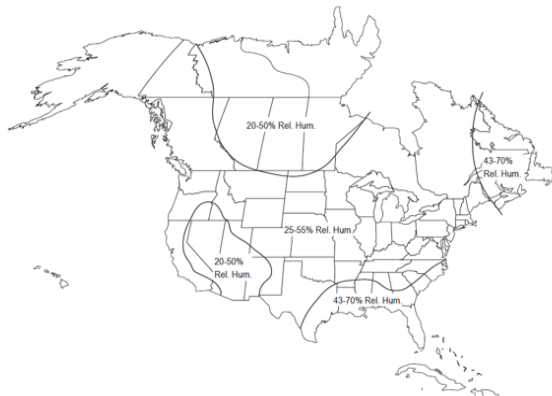 20-50% Rel. Hum.
43-70%
Rel. Hum.
25-55% Rel. Hum.
20-50%
Rel. Hum.
43-70% Rel. Hum.